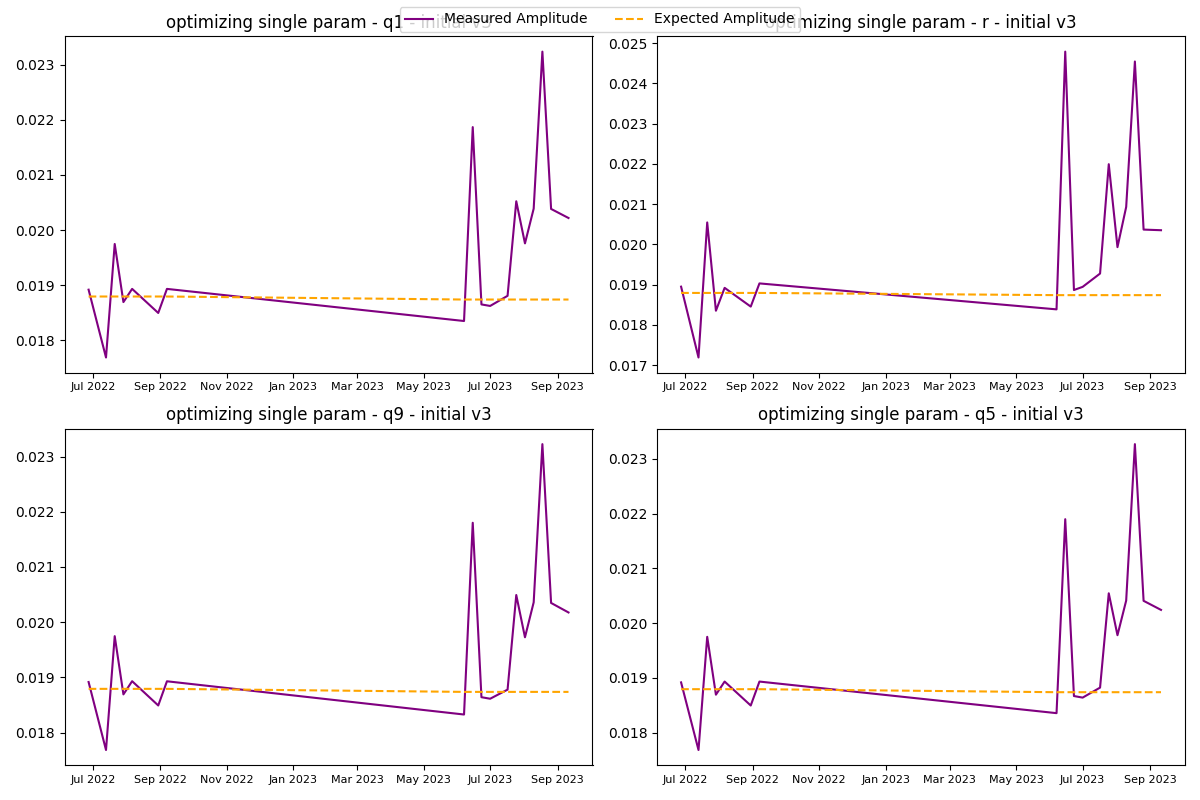 Measured Amplitude
Expected Amplitude
optimizing single param - q1 - initial v3
0.023
0.022
0.021
0.020
0.019
0.018
Jul 2022 Sep 2022 Nov 2022 Jan 2023 Mar 2023 May 2023 Jul 2023 Sep 2023
optimizing single param - r - initial v3
0.025
0.024
0.023
0.022
0.021
0.020
0.019
0.018
0.017
Jul 2022 Sep 2022 Nov 2022 Jan 2023 Mar 2023 May 2023 Jul 2023 Sep 2023
optimizing single param - q9 - initial v3
0.023
0.022
0.021
0.020
0.019
0.018
Jul 2022 Sep 2022 Nov 2022 Jan 2023 Mar 2023 May 2023 Jul 2023 Sep 2023
optimizing single param - q5 - initial v3
0.023
0.022
0.021
0.020
0.019
0.018
Jul 2022 Sep 2022 Nov 2022 Jan 2023 Mar 2023 May 2023 Jul 2023 Sep 2023